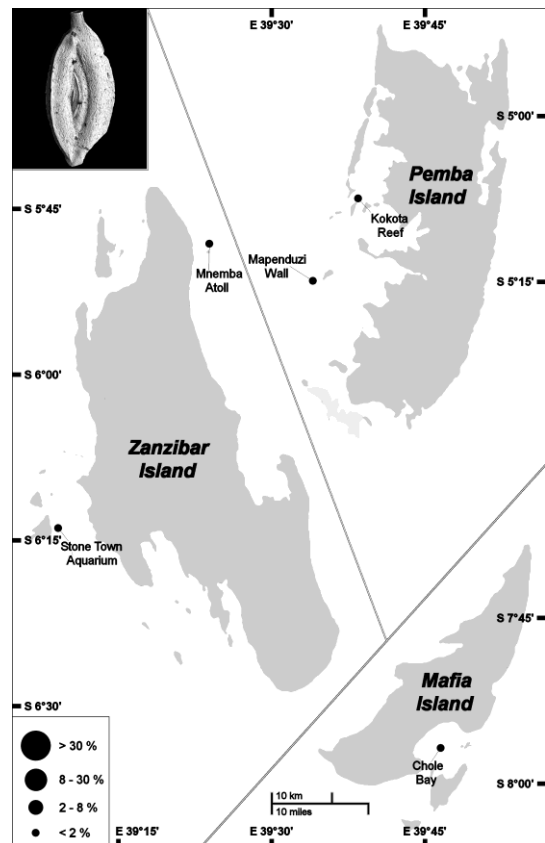 E 39°30'
E 39°45'
S 5°00'
Pemba
Island
Kokota
Reef
S 5°45'
Mnemba
Atoll
Mapenduzi
Wall
S 5°15'
S 6°00'
Zanzibar
Island
Stone Town
Aquarium
S 6°15'
S 7°45'
Mafia
Island
S 6°30'
Chole
Bay
S 8°00'
> 30 %
8 - 30 %
2 - 8 %
< 2 %
10 km
10 miles
E 39°15'
E 39°30'
E 39°45'